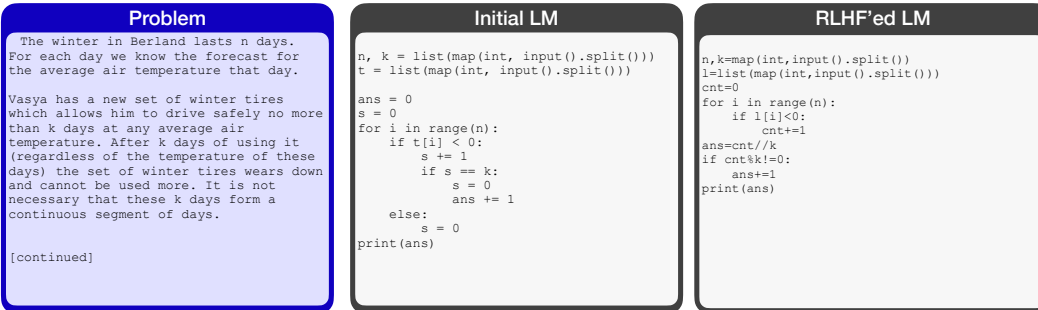 Problem
The winter in Berland lasts n days.
For each day we know the forecast for
the average air temperature that day.
Vasya has a new set of winter tires
which allows him to drive safely no more
than k days at any average air
temperature. After k days of using it
(regardless of the temperature of these
days) the set of winter tires wears down
and cannot be used more. It is not
necessary that these k days form a
continuous segment of days.
[continued]
Initial LM
n, k = list(map(int, input().split()))
t = list(map(int, input().split()))
ans = 0
s = 0
for i in range(n):
    if t[i] < 0:
        s += 1
        if s == k:
            s = 0
            ans += 1
    else:
        s = 0
print(ans)
RLHF'ed LM
n,k=map(int,input().split())
l=list(map(int,input().split()))
cnt=0
for i in range(n):
    if l[i]<0:
        cnt+=1
ans=cnt//k
if cnt%k!=0:
    ans+=1
print(ans)